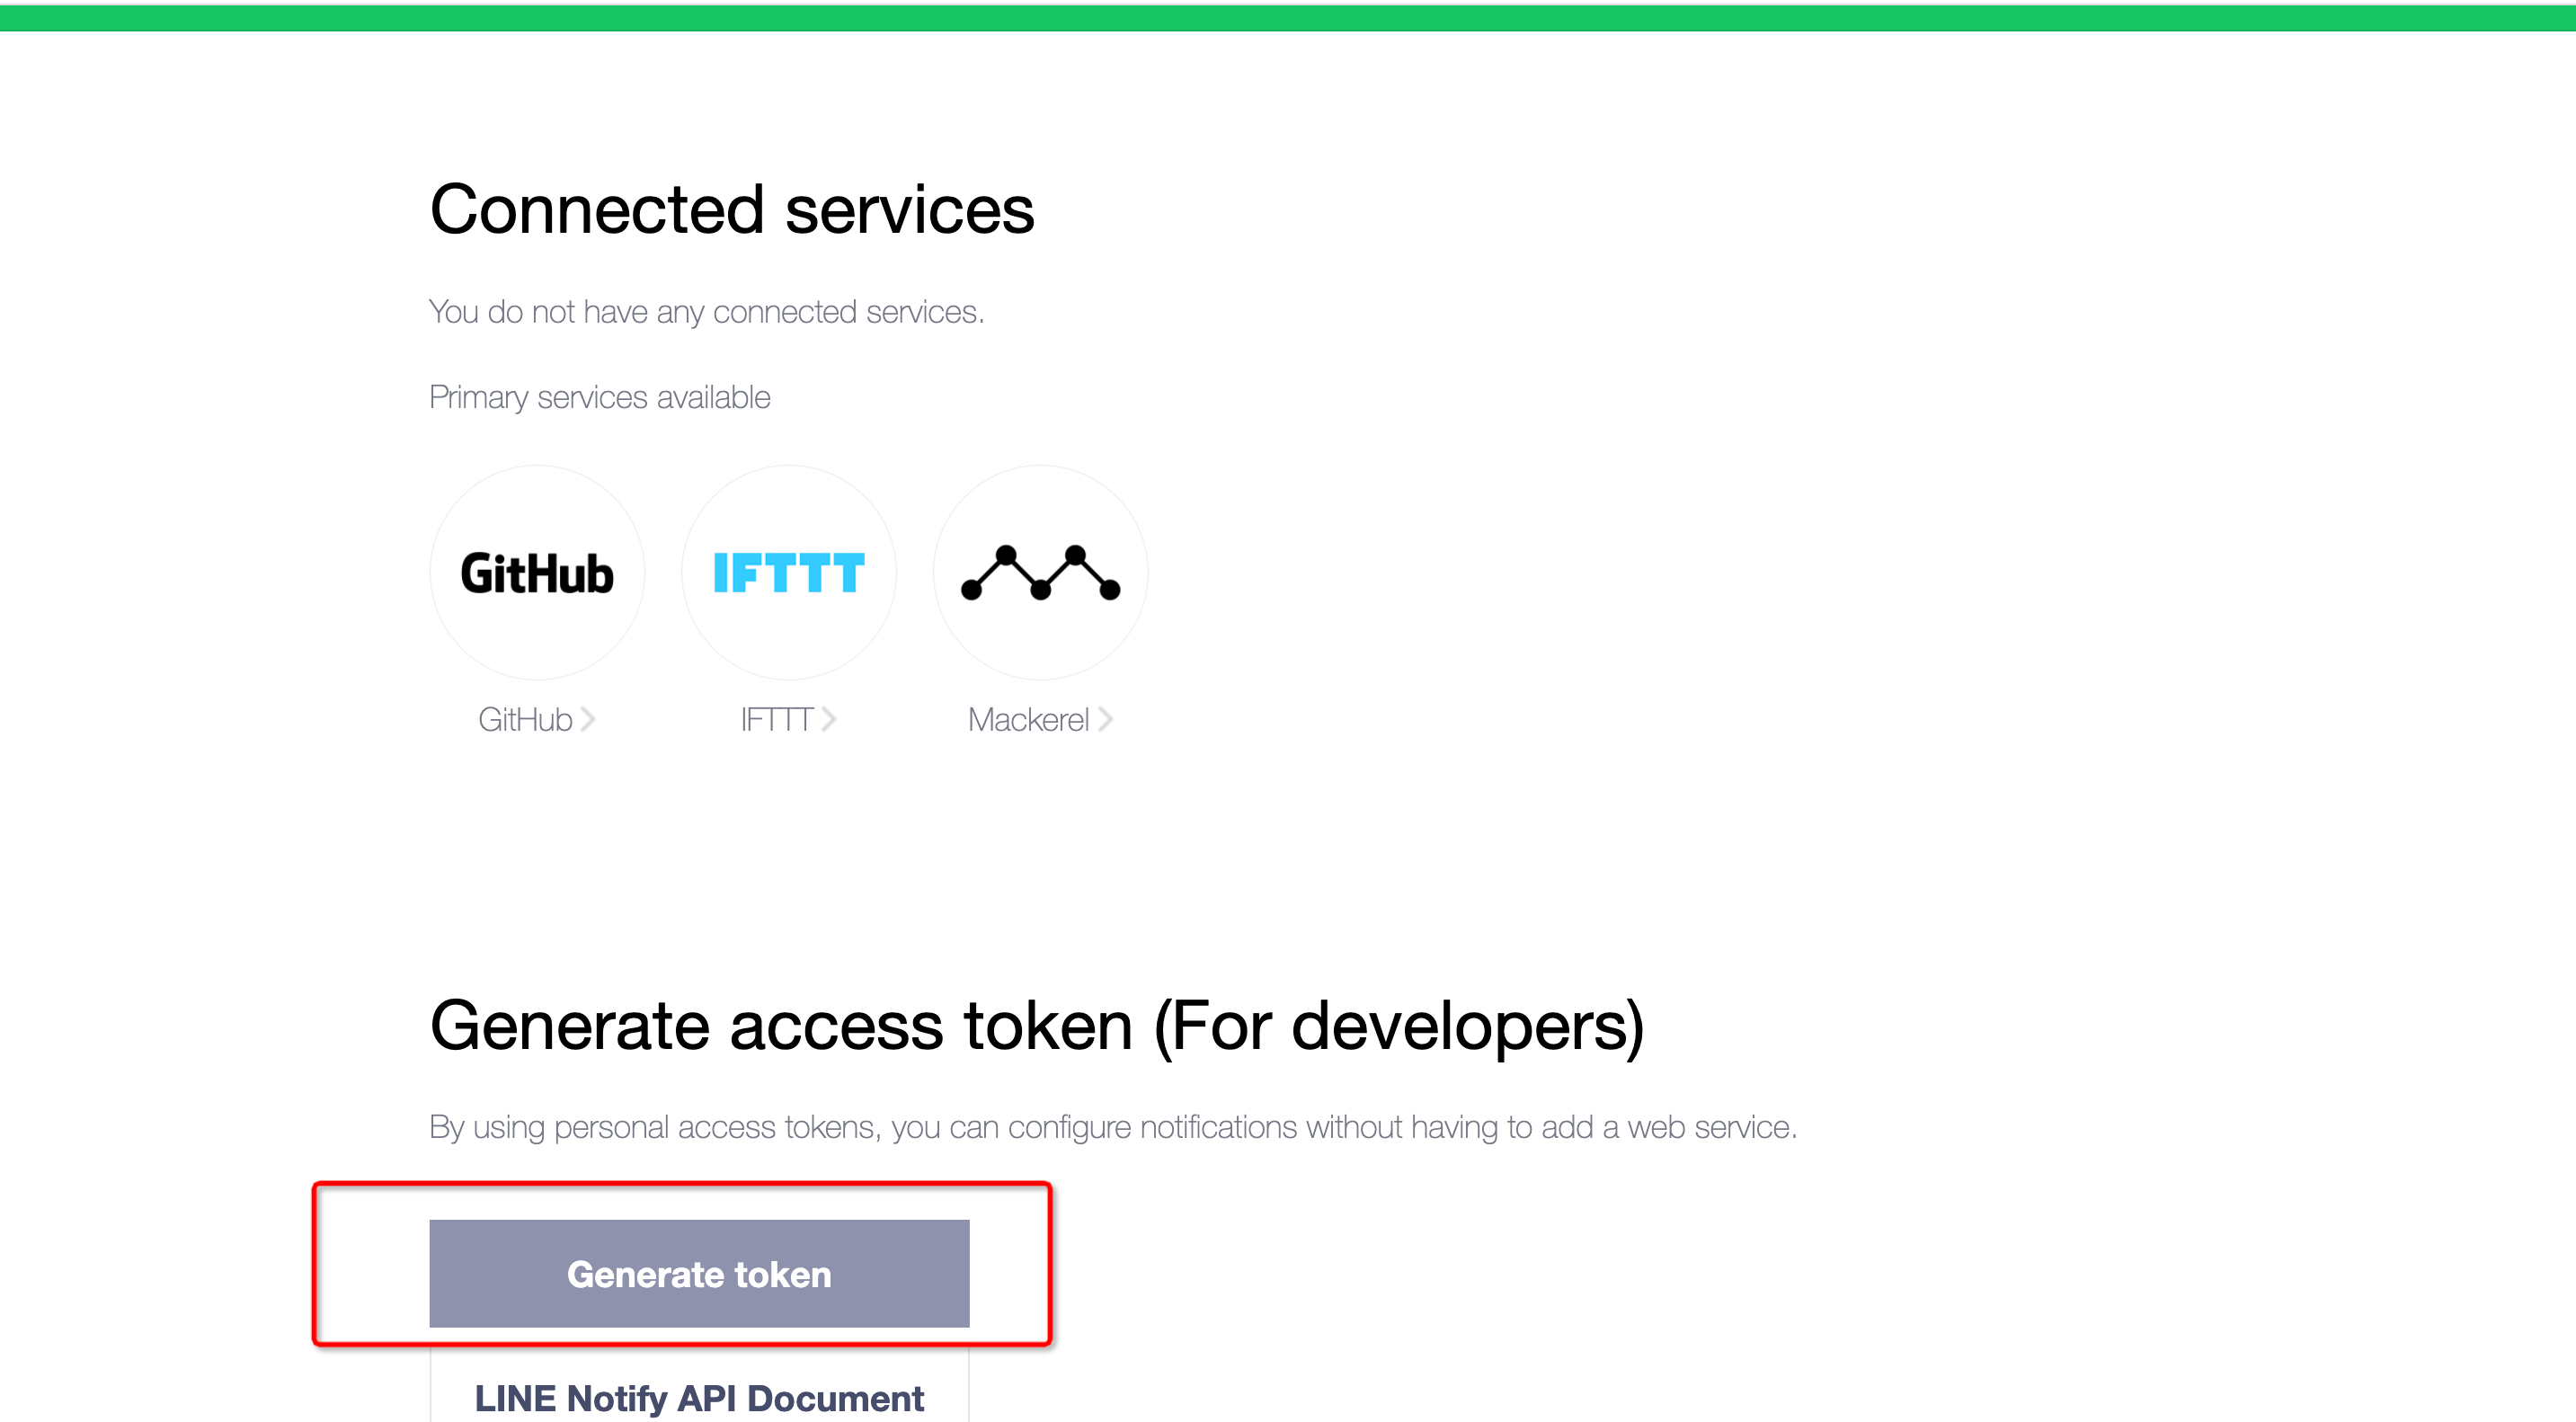 Connected services
You do not have any connected services.
Primary services available
GitHub IFTTT
GitHub IFTTT Mackerel
Generate access token (For developers)
By using personal access tokens, you can configure notifications without having to add a web service.
Generate token
LINE Notify API Document